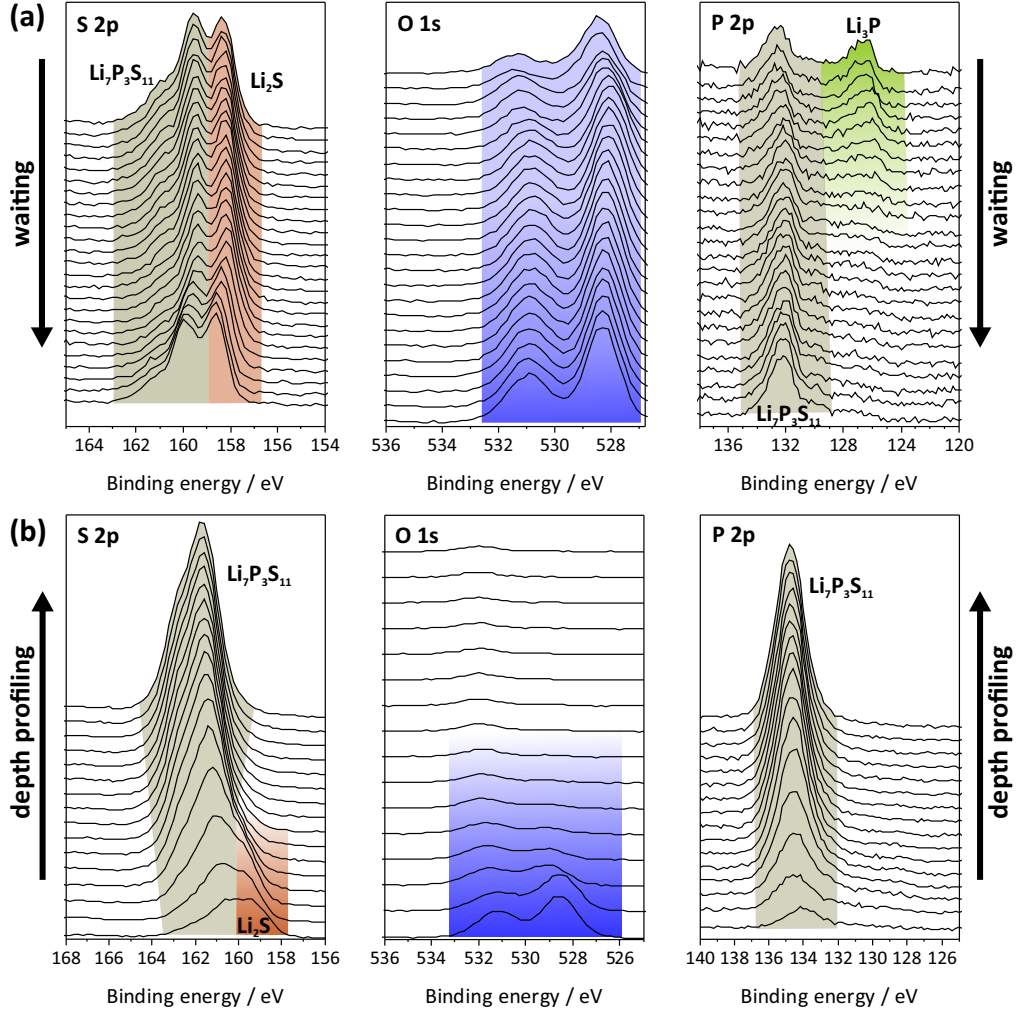 (a)
S 2p
Li₇P₃S₁₁
Li₂S
waiting
164 162 160 158 156 154
Binding energy / eV
O 1s
536 534 532 530 528
Binding energy / eV
P 2p
Li₃P
Li₇P₃S₁₁
waiting
136 132 128 124 120
Binding energy / eV
(b)
S 2p
Li₇P₃S₁₁
Li₂S
depth profiling
168 166 164 162 160 158 156
Binding energy / eV
O 1s
536 534 532 530 528 526
Binding energy / eV
P 2p
Li₇P₃S₁₁
depth profiling
140 138 136 134 132 130 128 126
Binding energy / eV